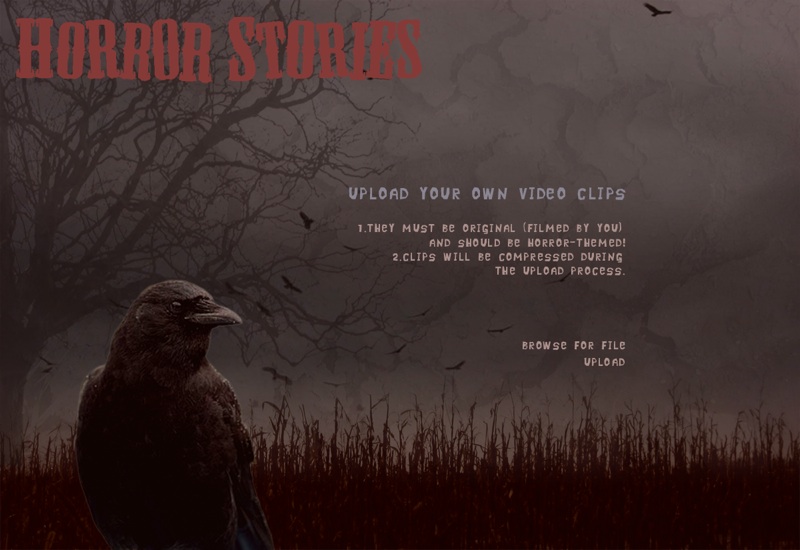 HORROR STORIES
UPLOAD YOUR OWN VIDEO CLIPS
1.THEY MUST BE ORIGINAL (FILMED BY YOU)
AND SHOULD BE HORROR-THEMED!
2.CLIPS WILL BE COMPRESSED DURING
THE UPLOAD PROCESS.
BROWSE FOR FILE
UPLOAD